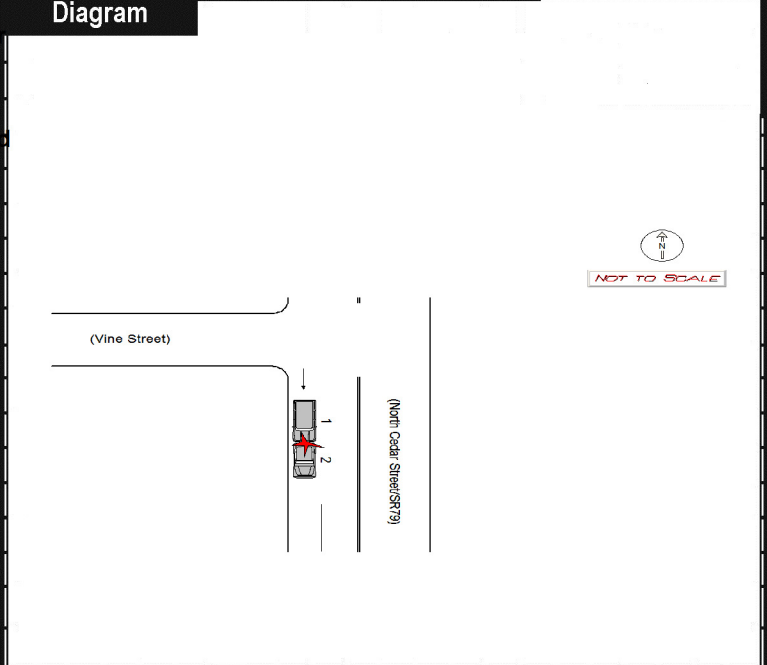 Diagram
d
N
NOT TO SCALE
(Vine Street)
1
2
(North Cedar Street/SR79)